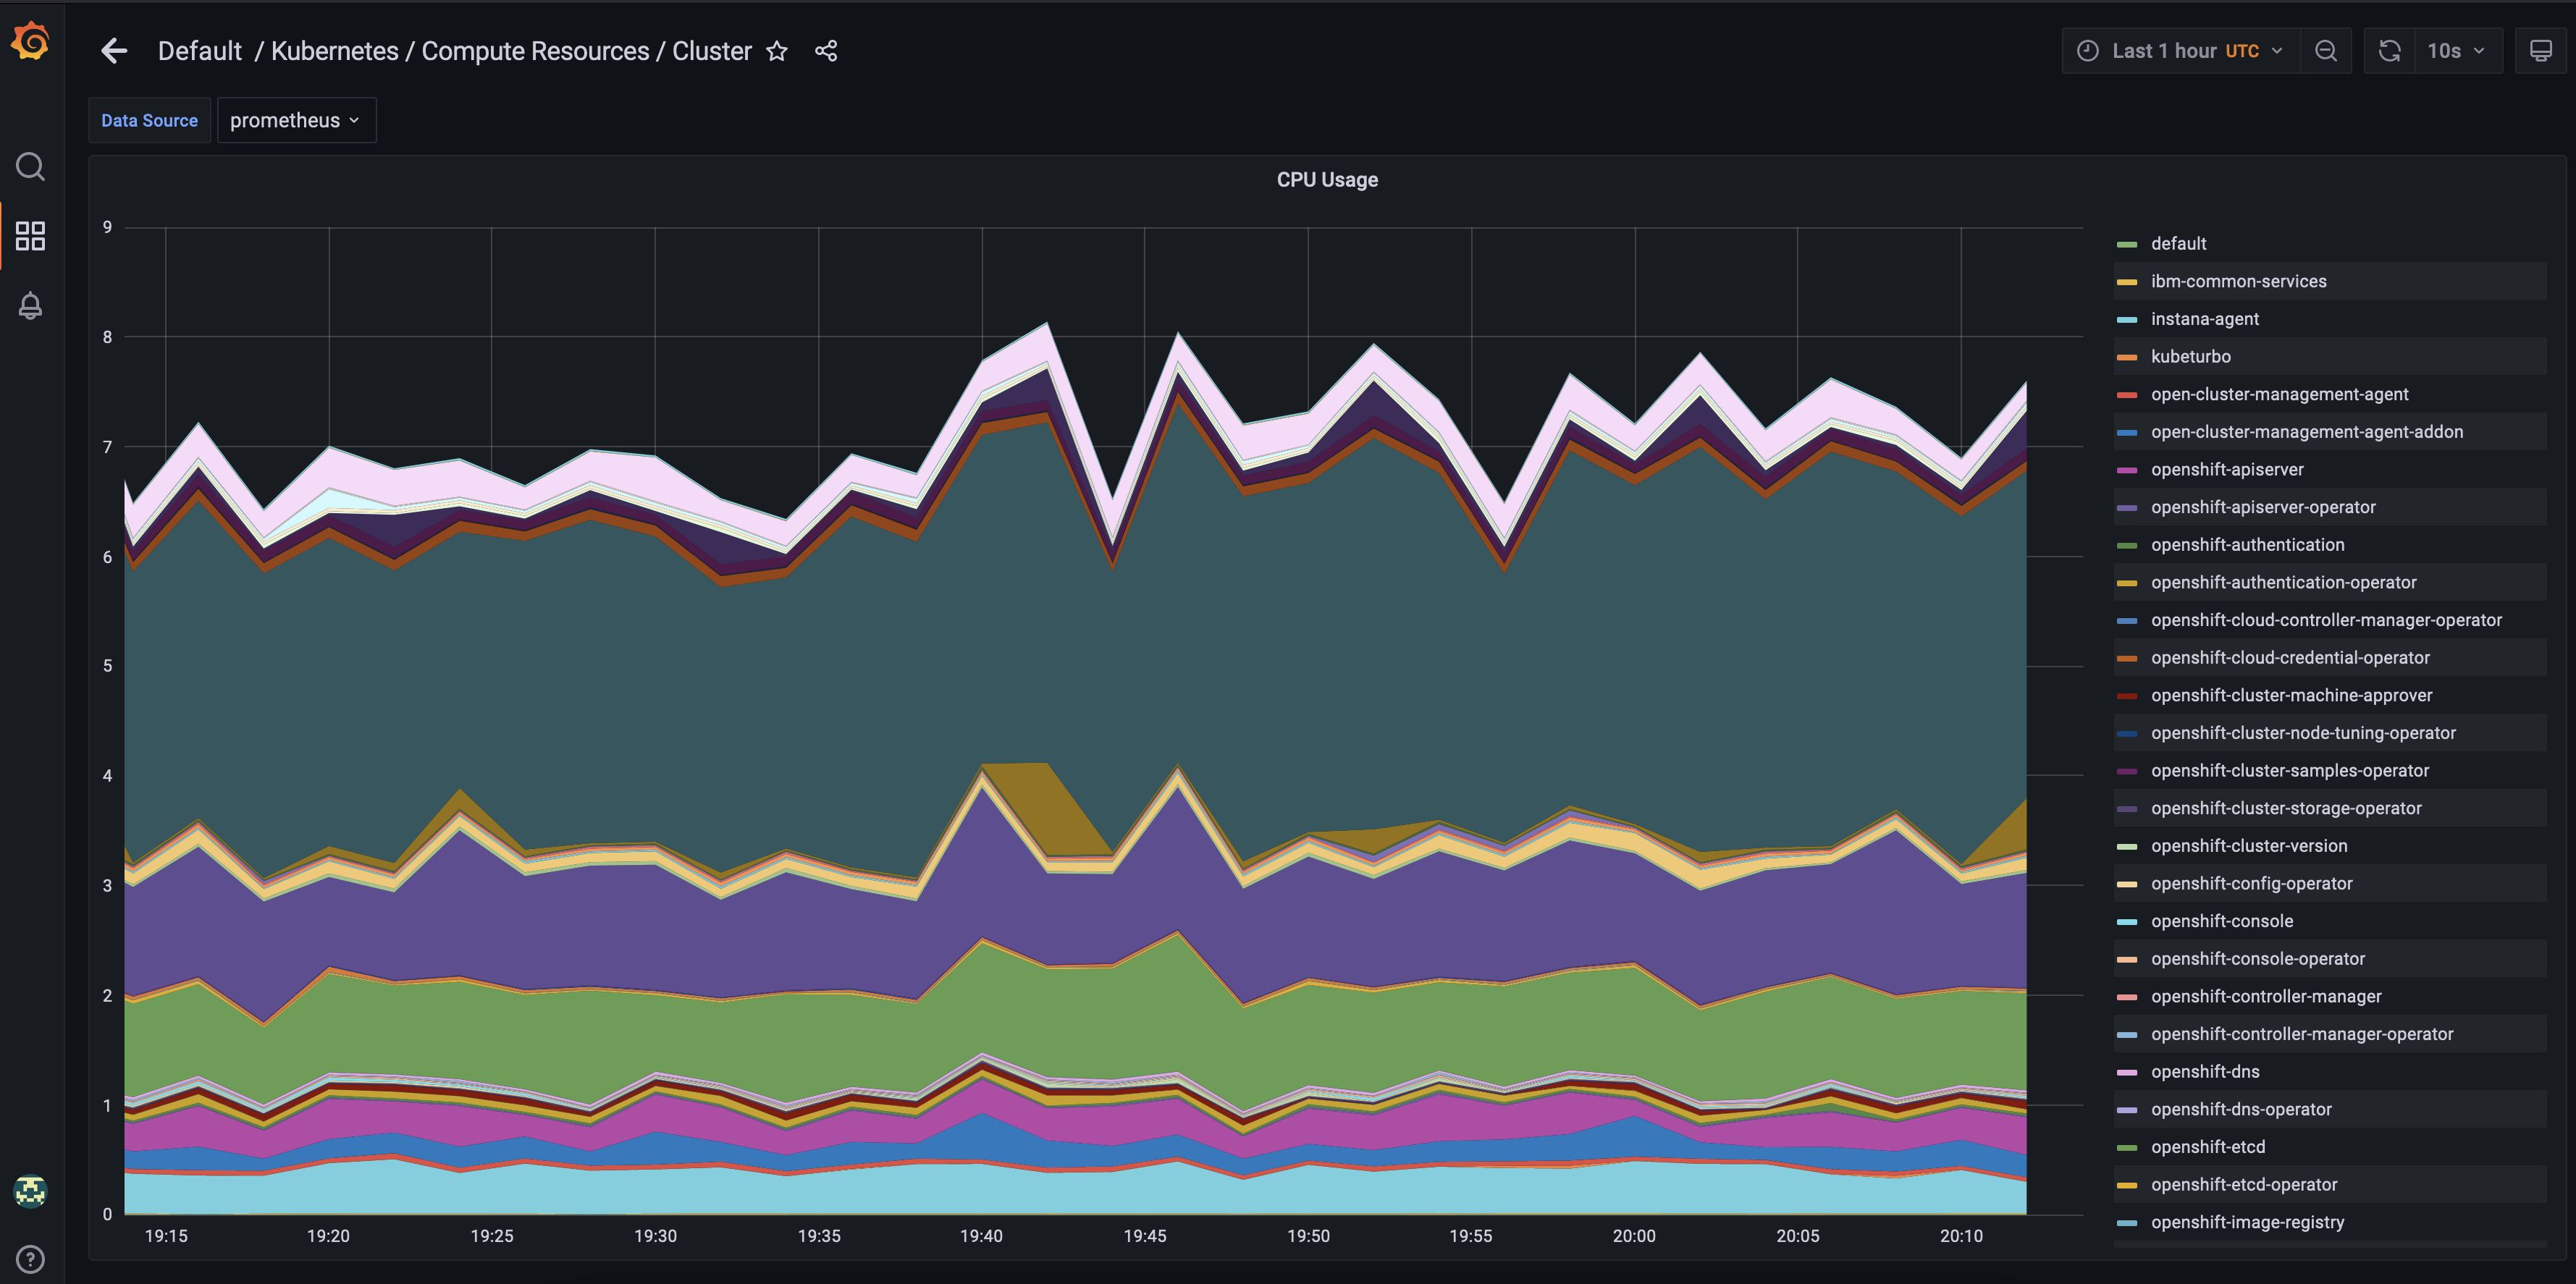 Default / Kubernetes / Compute Resources / Cluster
Last 1 hour UTC
10s
Data Source
prometheus
CPU Usage
9
8
7
6
5
4
3
2
1
0
19:15 19:20 19:25 19:30 19:35 19:40 19:45 19:50 19:55 20:00 20:05 20:10
default
ibm-common-services
instana-agent
kubeturbo
open-cluster-management-agent
open-cluster-management-agent-addon
openshift-apiserver
openshift-apiserver-operator
openshift-authentication
openshift-authentication-operator
openshift-cloud-controller-manager-operator
openshift-cloud-credential-operator
openshift-cluster-machine-approver
openshift-cluster-node-tuning-operator
openshift-cluster-samples-operator
openshift-cluster-storage-operator
openshift-cluster-version
openshift-config-operator
openshift-console
openshift-console-operator
openshift-controller-manager
openshift-controller-manager-operator
openshift-dns
openshift-dns-operator
openshift-etcd
openshift-etcd-operator
openshift-image-registry